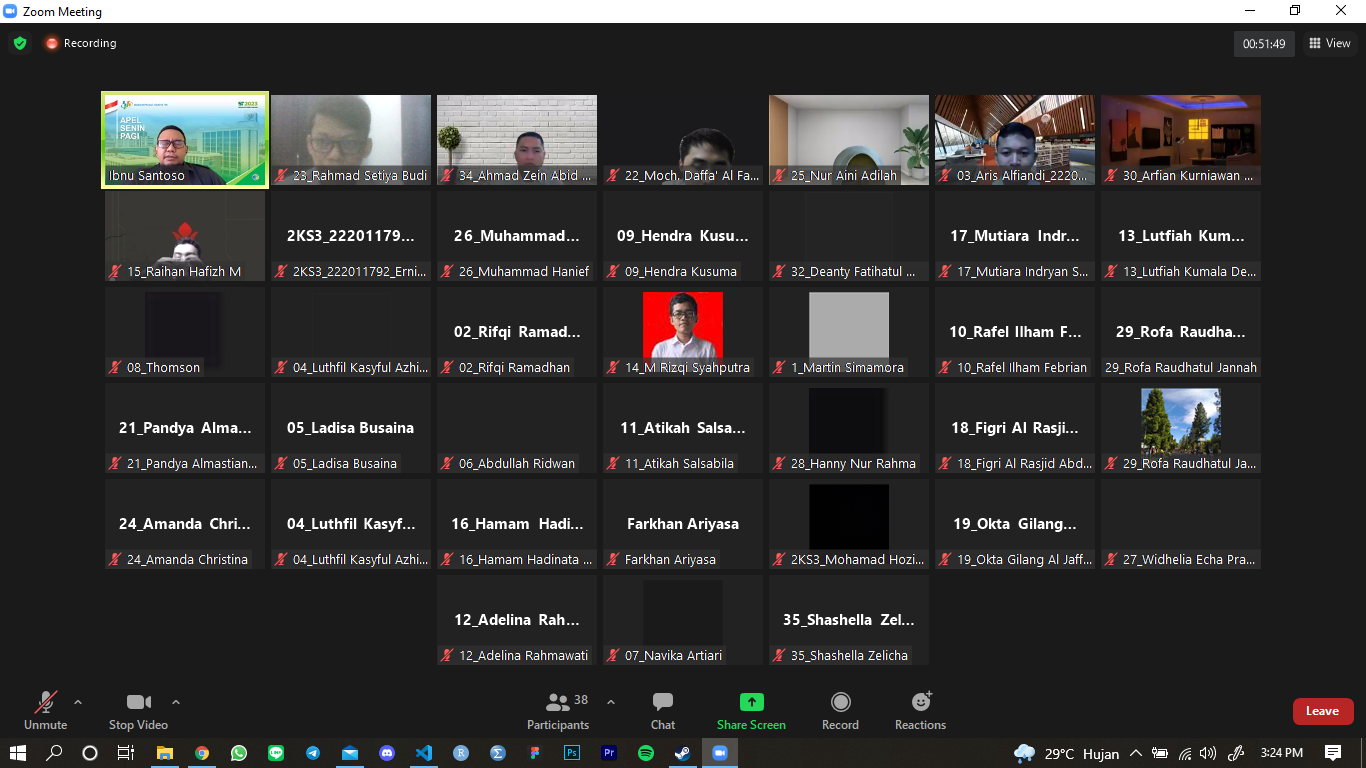 Zoom Meeting
Recording
00:51:49
View
APEL
SENIN
PAGI
Ibnu Santoso
23_Rahmad Setiya Budi
34_Ahmad Zein Abid ...
22_Moch. Daffa' Al Fa...
25_Nur Aini Adilah
03_Aris Alfiandi_2220...
30_Arfian Kurniawan ...
15_Raihan Hafizh M
2KS3_22201179...
2KS3_222011792_Erni...
26_Muhammad...
26_Muhammad Hanief
09_Hendra Kusu...
09_Hendra Kusuma
32_Deanty Fatihatul ...
17_Mutiara Indr...
17_Mutiara Indryan S...
13_Lutfiah Kum...
13_Lutfiah Kumala De...
08_Thomson
04_Luthfil Kasyful Azhi...
02_Rifqi Ramad...
02_Rifqi Ramadhan
14_M Rizqi Syahputra
1_Martin Simamora
10_Rafel Ilham F...
10_Rafel Ilham Febrian
29_Rofa Raudha...
29_Rofa Raudhatul Jannah
21_Pandya Alma...
21_Pandya Almastian...
05_Ladisa Busaina
05_Ladisa Busaina
06_Abdullah Ridwan
11_Atikah Salsa...
11_Atikah Salsabila
28_Hanny Nur Rahma
18_Figri Al Rasji...
18_Figri Al Rasjid Abd...
29_Rofa Raudhatul Ja...
24_Amanda Chri...
24_Amanda Christina
04_Luthfil Kasyf...
04_Luthfil Kasyful Azhi...
16_Hamam Hadi...
16_Hamam Hadinata ...
Farkhan Ariyasa
Farkhan Ariyasa
2KS3_Mohamad Hozi...
19_Okta Gilang...
19_Okta Gilang Al Jaff...
27_Widhelia Echa Pra...
12_Adelina Rah...
12_Adelina Rahmawati
07_Navika Artiari
35_Shashella Zel...
35_Shashella Zelicha
Unmute
Stop Video
38
Participants
Chat
Share Screen
Record
Reactions
Leave
29°C Hujan
3:24 PM